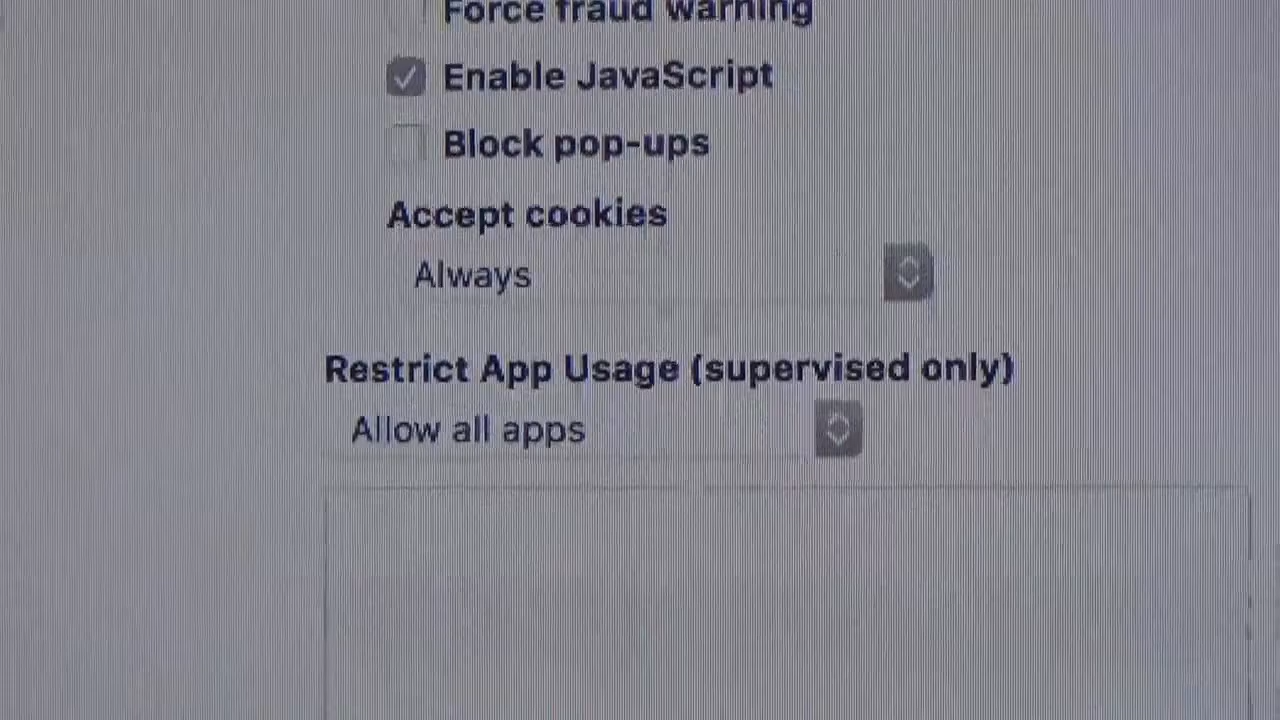 Force fraud warning
Enable JavaScript
Block pop-ups
Accept cookies
Always
Restrict App Usage (supervised only)
Allow all apps